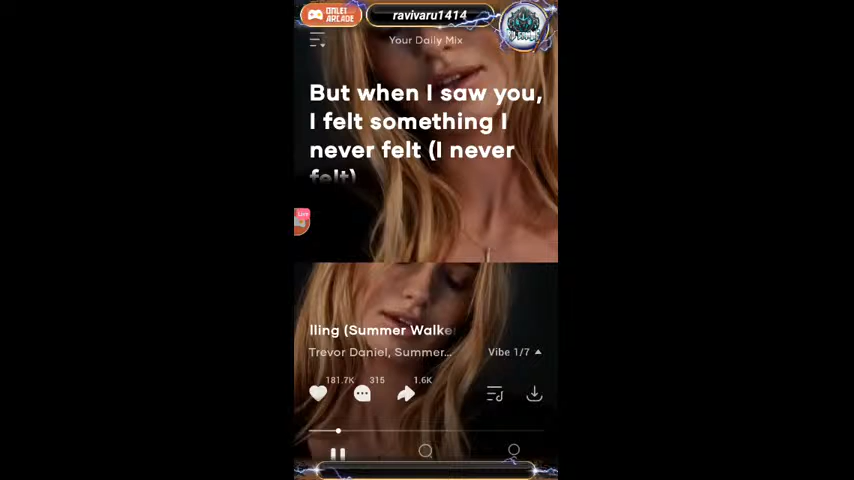 OMLET
ARCADE
ravivaru1414
Your Daily Mix
But when I saw you,
I felt something I
never felt (I never
felt)
Live
lling (Summer Walke
Trevor Daniel, Summer...
Vibe 1/7
181.7K
315
1.6K